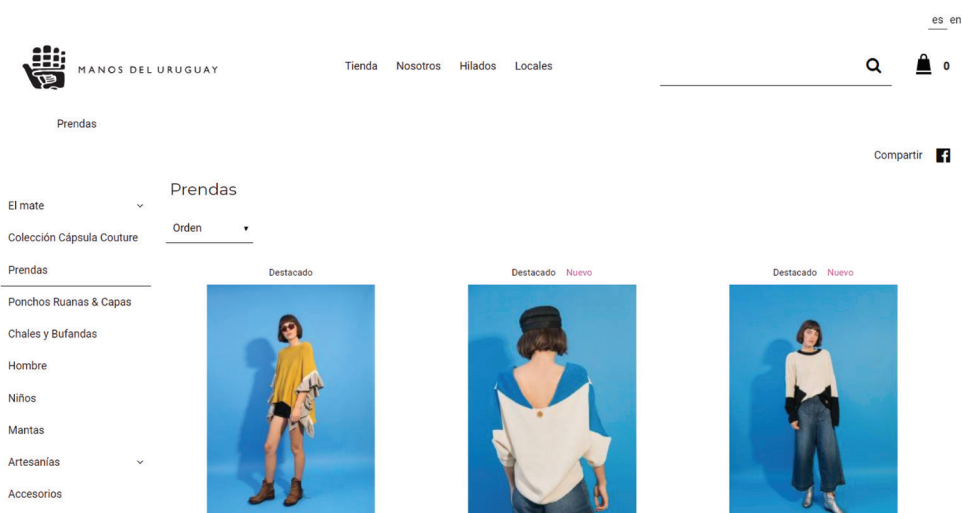 es en
MANOS DEL URUGUAY
Tienda Nosotros Hilados Locales
0
Prendas
Compartir
Prendas
El mate
Orden
Colección Cápsula Couture
Prendas
Destacado
Destacado Nuevo
Destacado Nuevo
Ponchos Ruanas & Capas
Chales y Bufandas
Hombre
Niños
Mantas
Artesanías
Accesorios